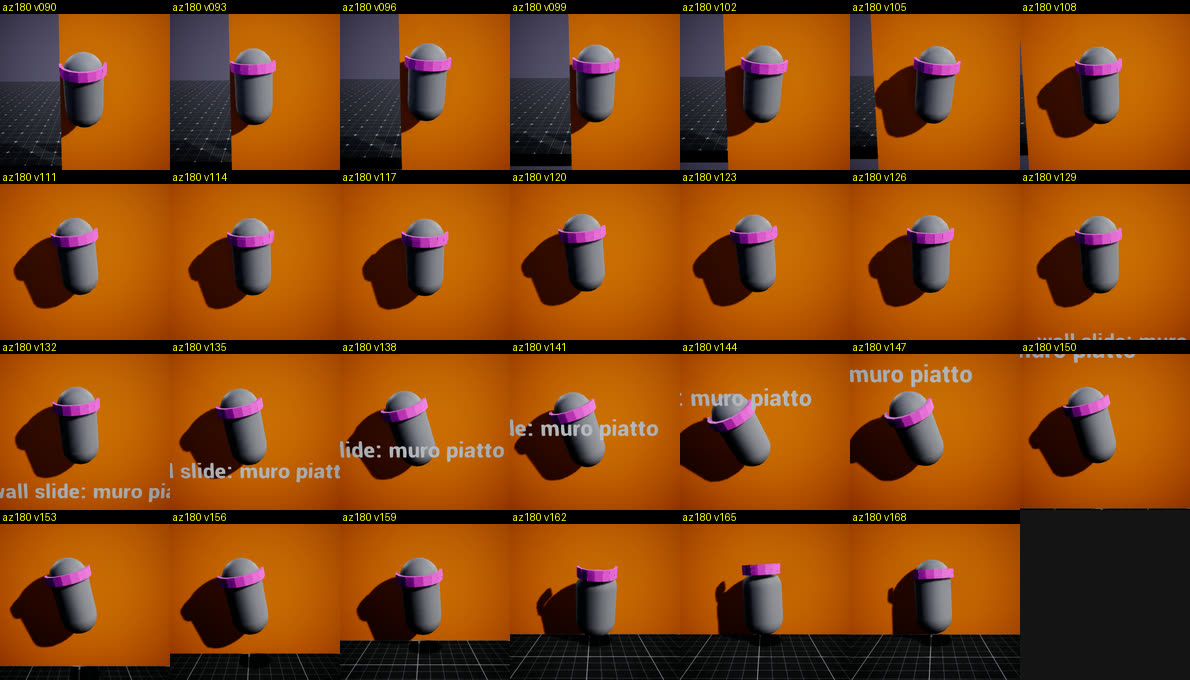 az180 v090
az180 v093
az180 v096
az180 v099
az180 v102
az180 v105
az180 v108
az180 v111
az180 v114
az180 v117
az180 v120
az180 v123
az180 v126
az180 v129
wall slide: muro
az180 v132
az180 v135
az180 v138
az180 v141
az180 v144
az180 v147
az180 v150
wall slide: muro pia
l slide: muro piatt
lide: muro piatto
le: muro piatto
: muro piatto
muro piatto
muro piatto
az180 v153
az180 v156
az180 v159
az180 v162
az180 v165
az180 v168